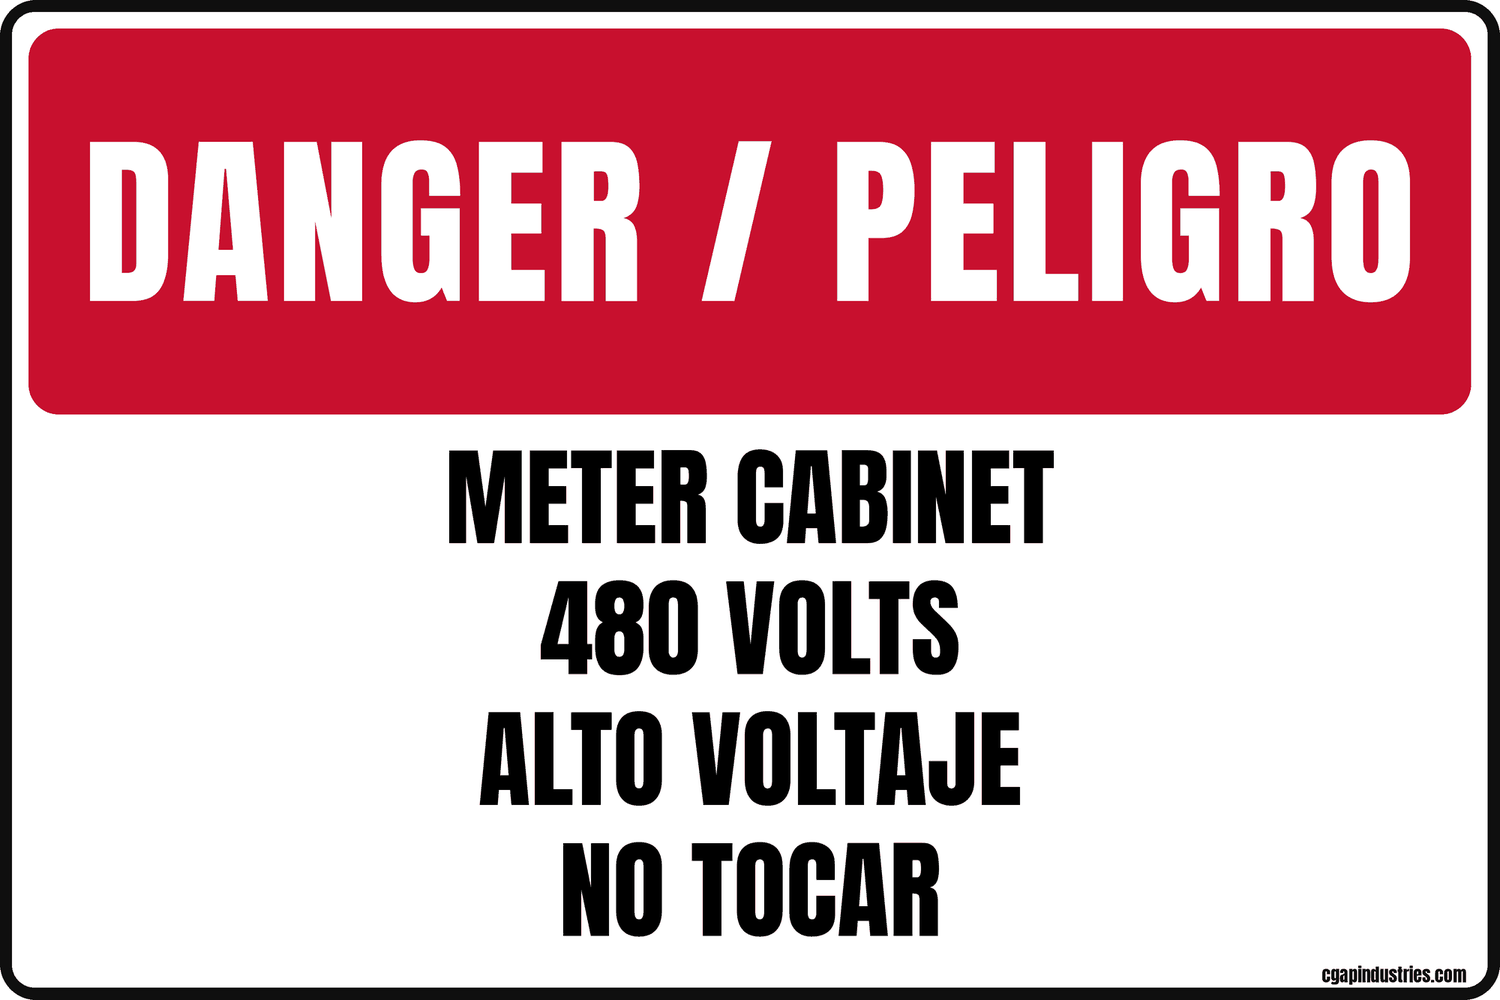 DANGER / PELIGRO
METER CABINET
480 VOLTS
ALTO VOLTAJE
NO TOCAR
cgapindustries.com